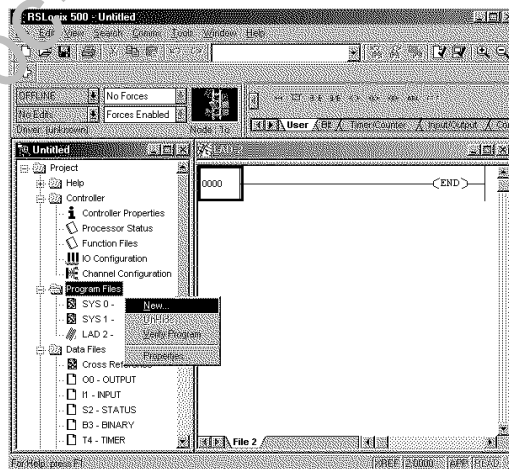 RSLogix 500 - Untitled
Edit View Search Comms Tools Window Help
OFFLINE
No Forces
No Edits
Forces Enabled
Driver: (unknown)
Node: To
User
Bit
Timer/Counter
Input/Output
Untitled
LAD 2
Project
Help
Controller
Controller Properties
Processor Status
Function Files
IO Configuration
Channel Configuration
Program Files
SYS 0 -
SYS 1 -
LAD 2 -
New...
UnHide
Verify Program
Properties
Data Files
Cross Reference
O0 - OUTPUT
I1 - INPUT
S2 - STATUS
B3 - BINARY
T4 - TIMER
0000
END
File 2
For Help, press F1
XREF
2:0000
APP
READ